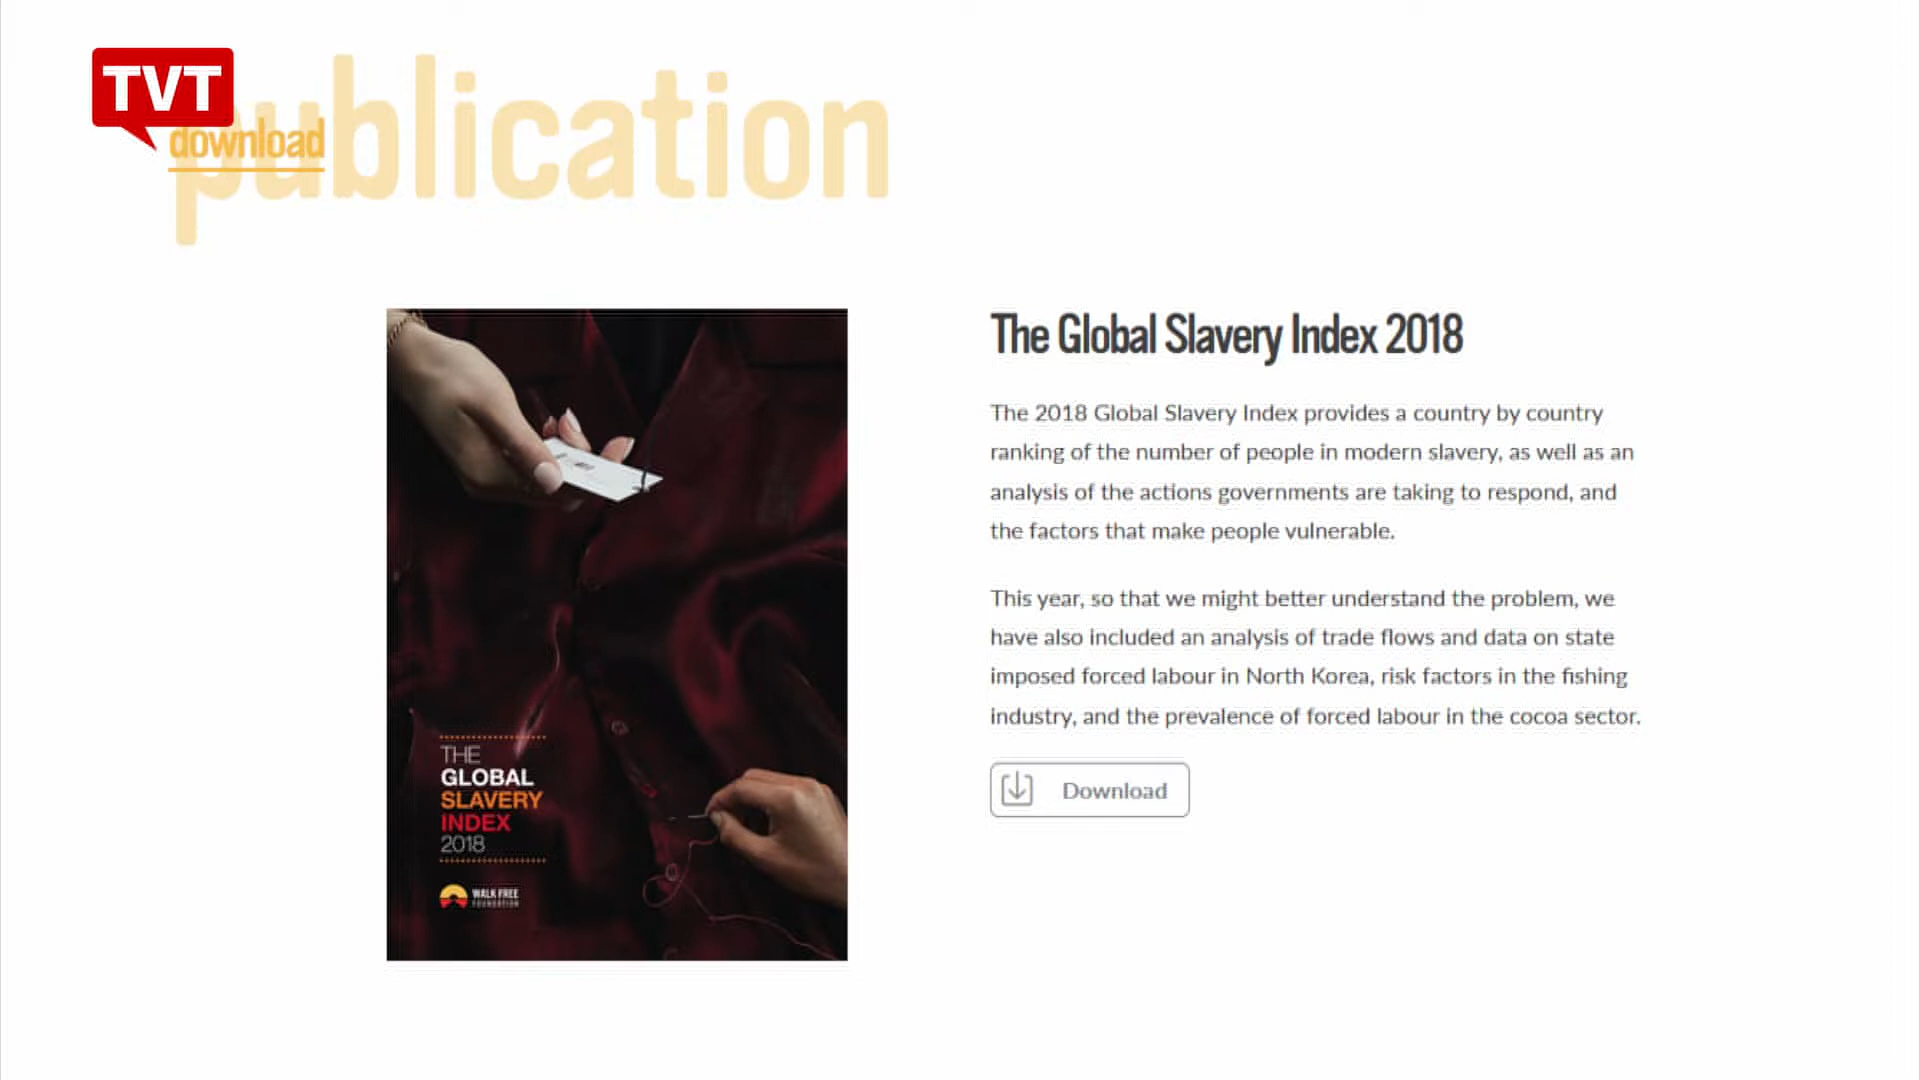 TVT
publication
download
The Global Slavery Index 2018
The 2018 Global Slavery Index provides a country by country
ranking of the number of people in modern slavery, as well as an
analysis of the actions governments are taking to respond, and
the factors that make people vulnerable.
This year, so that we might better understand the problem, we
have also included an analysis of trade flows and data on state
imposed forced labour in North Korea, risk factors in the fishing
industry, and the prevalence of forced labour in the cocoa sector.
Download
THE
GLOBAL
SLAVERY
INDEX
2018
WALK FREE
FOUNDATION